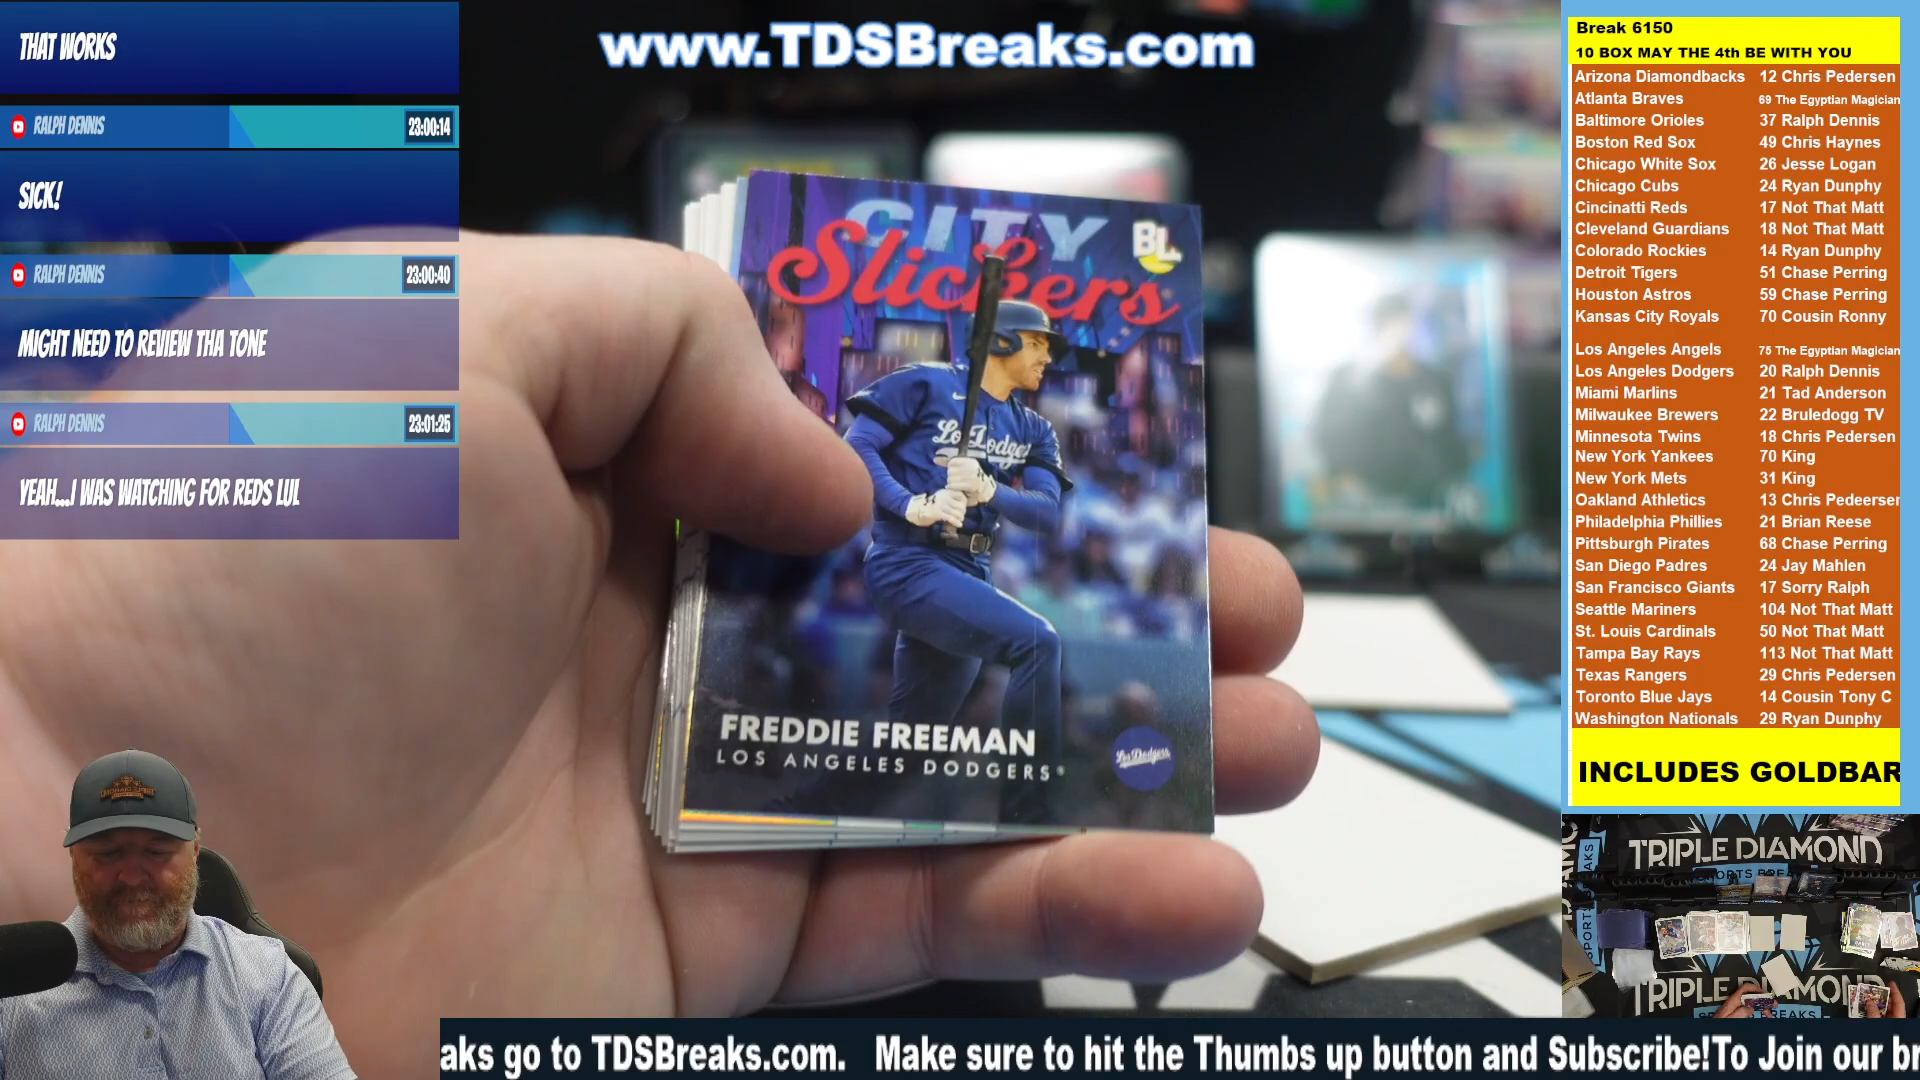 THAT WORKS
RALPH DENNIS 23:00:14
SICK!
RALPH DENNIS 23:00:40
MIGHT NEED TO REVIEW THA TONE
RALPH DENNIS 23:01:25
YEAH...I WAS WATCHING FOR REDS LUL
www.TDSBreaks.com
CITY
Slickers
BL
Los Dodgers
FREDDIE FREEMAN
LOS ANGELES DODGERS
Los Dodgers
Break 6150
10 BOX MAY THE 4th BE WITH YOU
Arizona Diamondbacks 12 Chris Pedersen
Atlanta Braves 69 The Egyptian Magician
Baltimore Orioles 37 Ralph Dennis
Boston Red Sox 49 Chris Haynes
Chicago White Sox 26 Jesse Logan
Chicago Cubs 24 Ryan Dunphy
Cincinatti Reds 17 Not That Matt
Cleveland Guardians 18 Not That Matt
Colorado Rockies 14 Ryan Dunphy
Detroit Tigers 51 Chase Perring
Houston Astros 59 Chase Perring
Kansas City Royals 70 Cousin Ronny
Los Angeles Angels 75 The Egyptian Magician
Los Angeles Dodgers 20 Ralph Dennis
Miami Marlins 21 Tad Anderson
Milwaukee Brewers 22 Bruledogg TV
Minnesota Twins 18 Chris Pedersen
New York Yankees 70 King
New York Mets 31 King
Oakland Athletics 13 Chris Pedeersen
Philadelphia Phillies 21 Brian Reese
Pittsburgh Pirates 68 Chase Perring
San Diego Padres 24 Jay Mahlen
San Francisco Giants 17 Sorry Ralph
Seattle Mariners 104 Not That Matt
St. Louis Cardinals 50 Not That Matt
Tampa Bay Rays 113 Not That Matt
Texas Rangers 29 Chris Pedersen
Toronto Blue Jays 14 Cousin Tony C
Washington Nationals 29 Ryan Dunphy
INCLUDES GOLDBAR
TRIPLE DIAMOND
SPORTS BREAKS
TRIPLE DIAMOND
SPORTS BREAKS
aks go to TDSBreaks.com. Make sure to hit the Thumbs up button and Subscribe!To Join our br